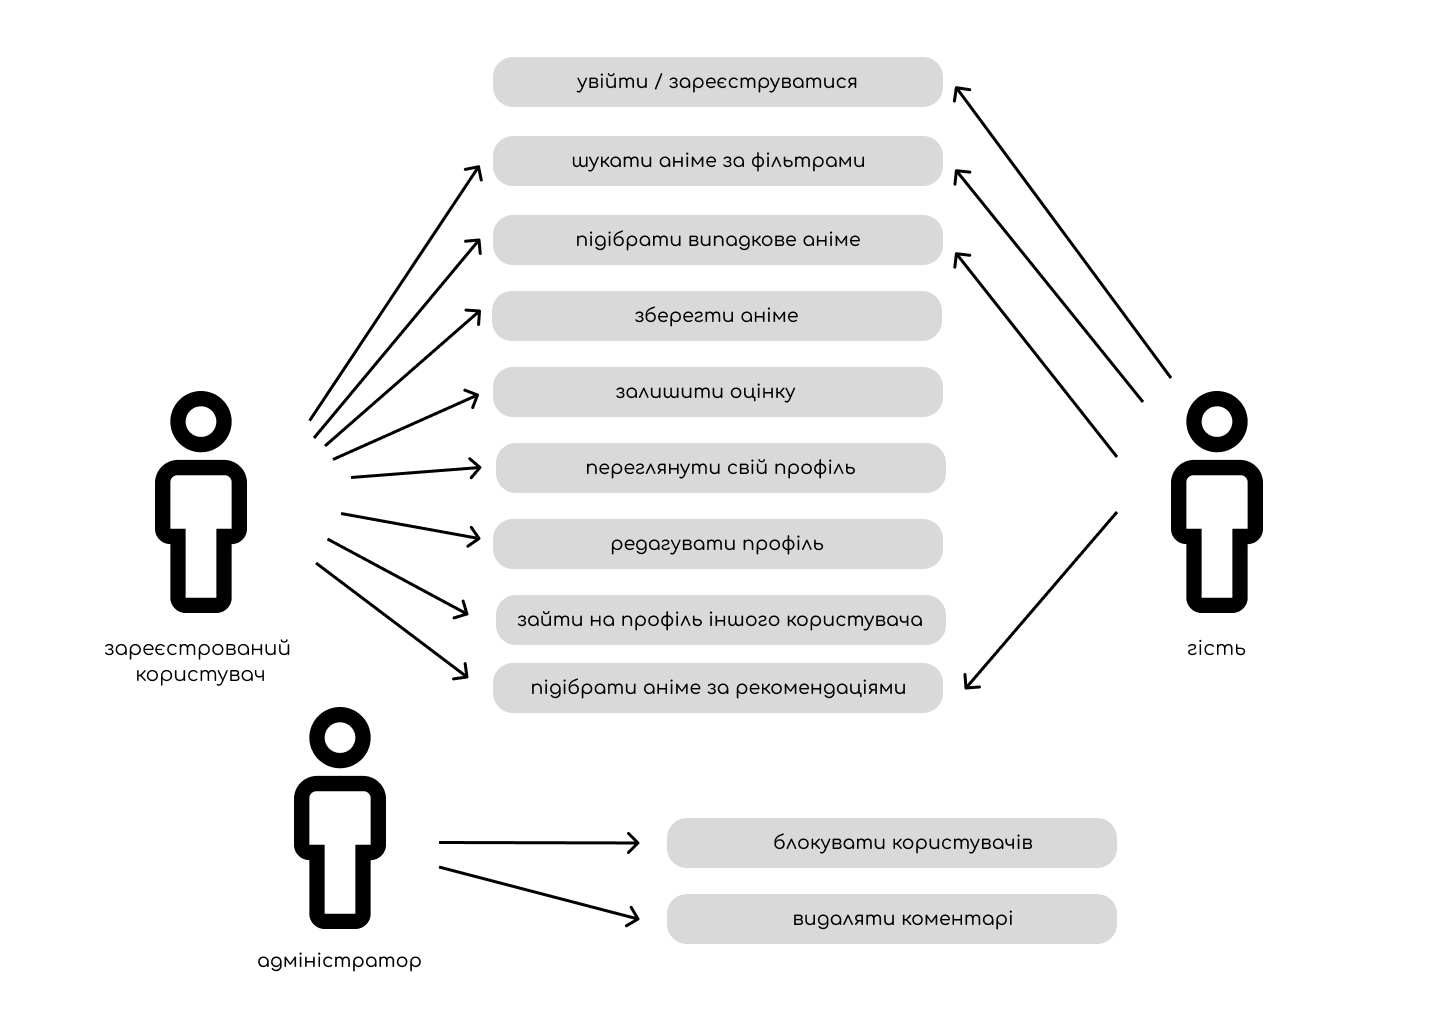 увійти / зареєструватися
шукати аніме за фільтрами
підібрати випадкове аніме
зберегти аніме
залишити оцінку
переглянути свій профіль
редагувати профіль
зайти на профіль іншого користувача
підібрати аніме за рекомендаціями
зареєстрований
користувач
гість
блокувати користувачів
видаляти коментарі
адміністратор